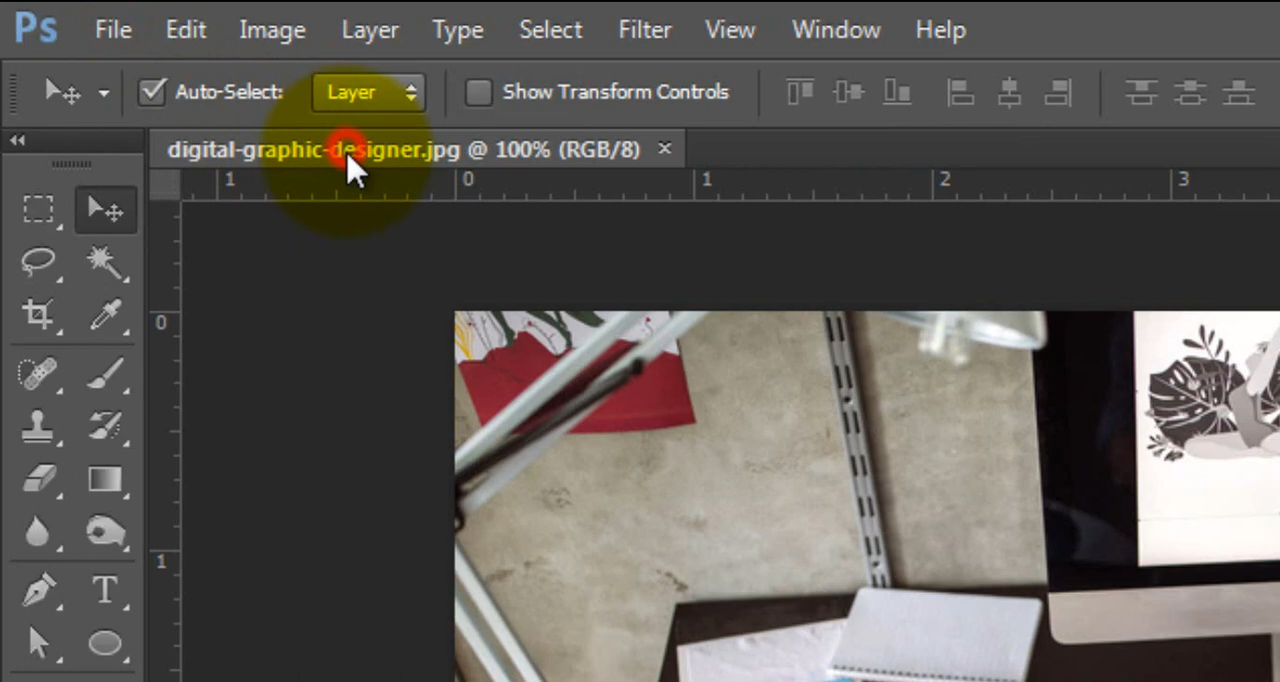 Ps File Edit Image Layer Type Select Filter View Window Help
Auto-Select: Layer Show Transform Controls
digital-graphic-designer.jpg @ 100% (RGB/8) ×
1 0 1 2 3
0
1
T